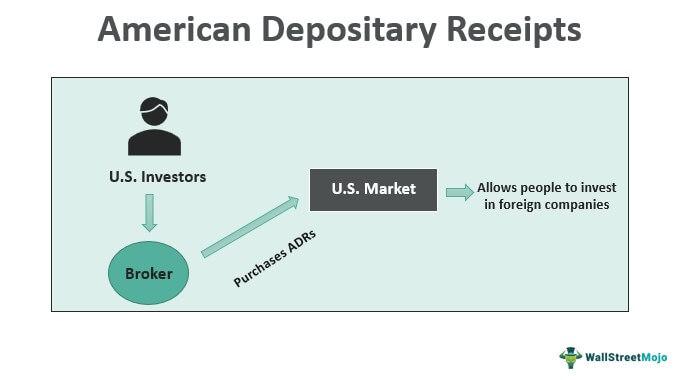 American Depositary Receipts
U.S. Investors
Broker
Purchases ADRs
U.S. Market
Allows people to invest
in foreign companies
WallStreetMojo